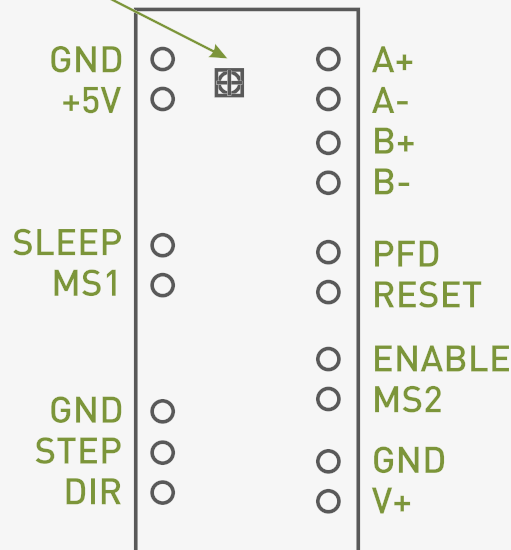 GND
+5V
SLEEP
MS1
GND
STEP
DIR
A+
A-
B+
B-
PFD
RESET
ENABLE
MS2
GND
V+